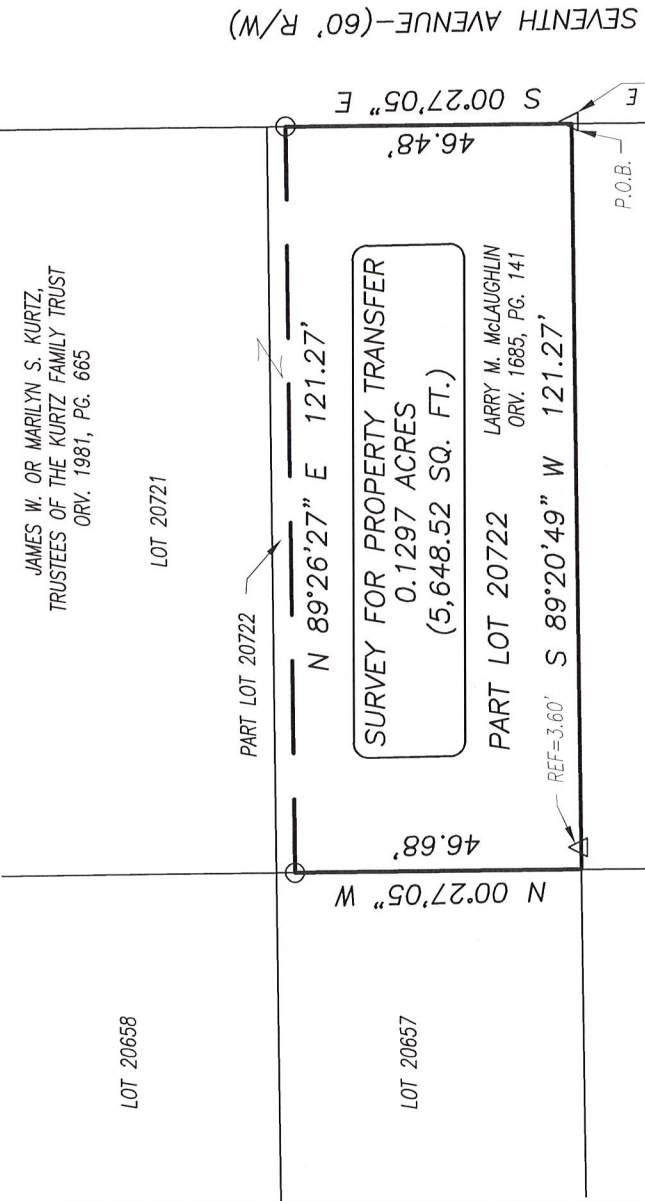 JAMES W. OR MARILYN S. KURTZ,
TRUSTEES OF THE KURTZ FAMILY TRUST
ORV. 1981, PG. 665
LOT 20658
LOT 20721
PART LOT 20722
N 89°26'27" E 121.27'
SURVEY FOR PROPERTY TRANSFER
0.1297 ACRES
(5,648.52 SQ. FT.)
LARRY M. McLAUGHLIN
ORV. 1685, PG. 141
PART LOT 20722
S 89°20'49" W 121.27'
REF=3.60'
LOT 20657
N 00°27'05" W
46.68'
46.48'
S 00°27'05" E
SEVENTH AVENUE-(60' R/W)
P.O.B.
E